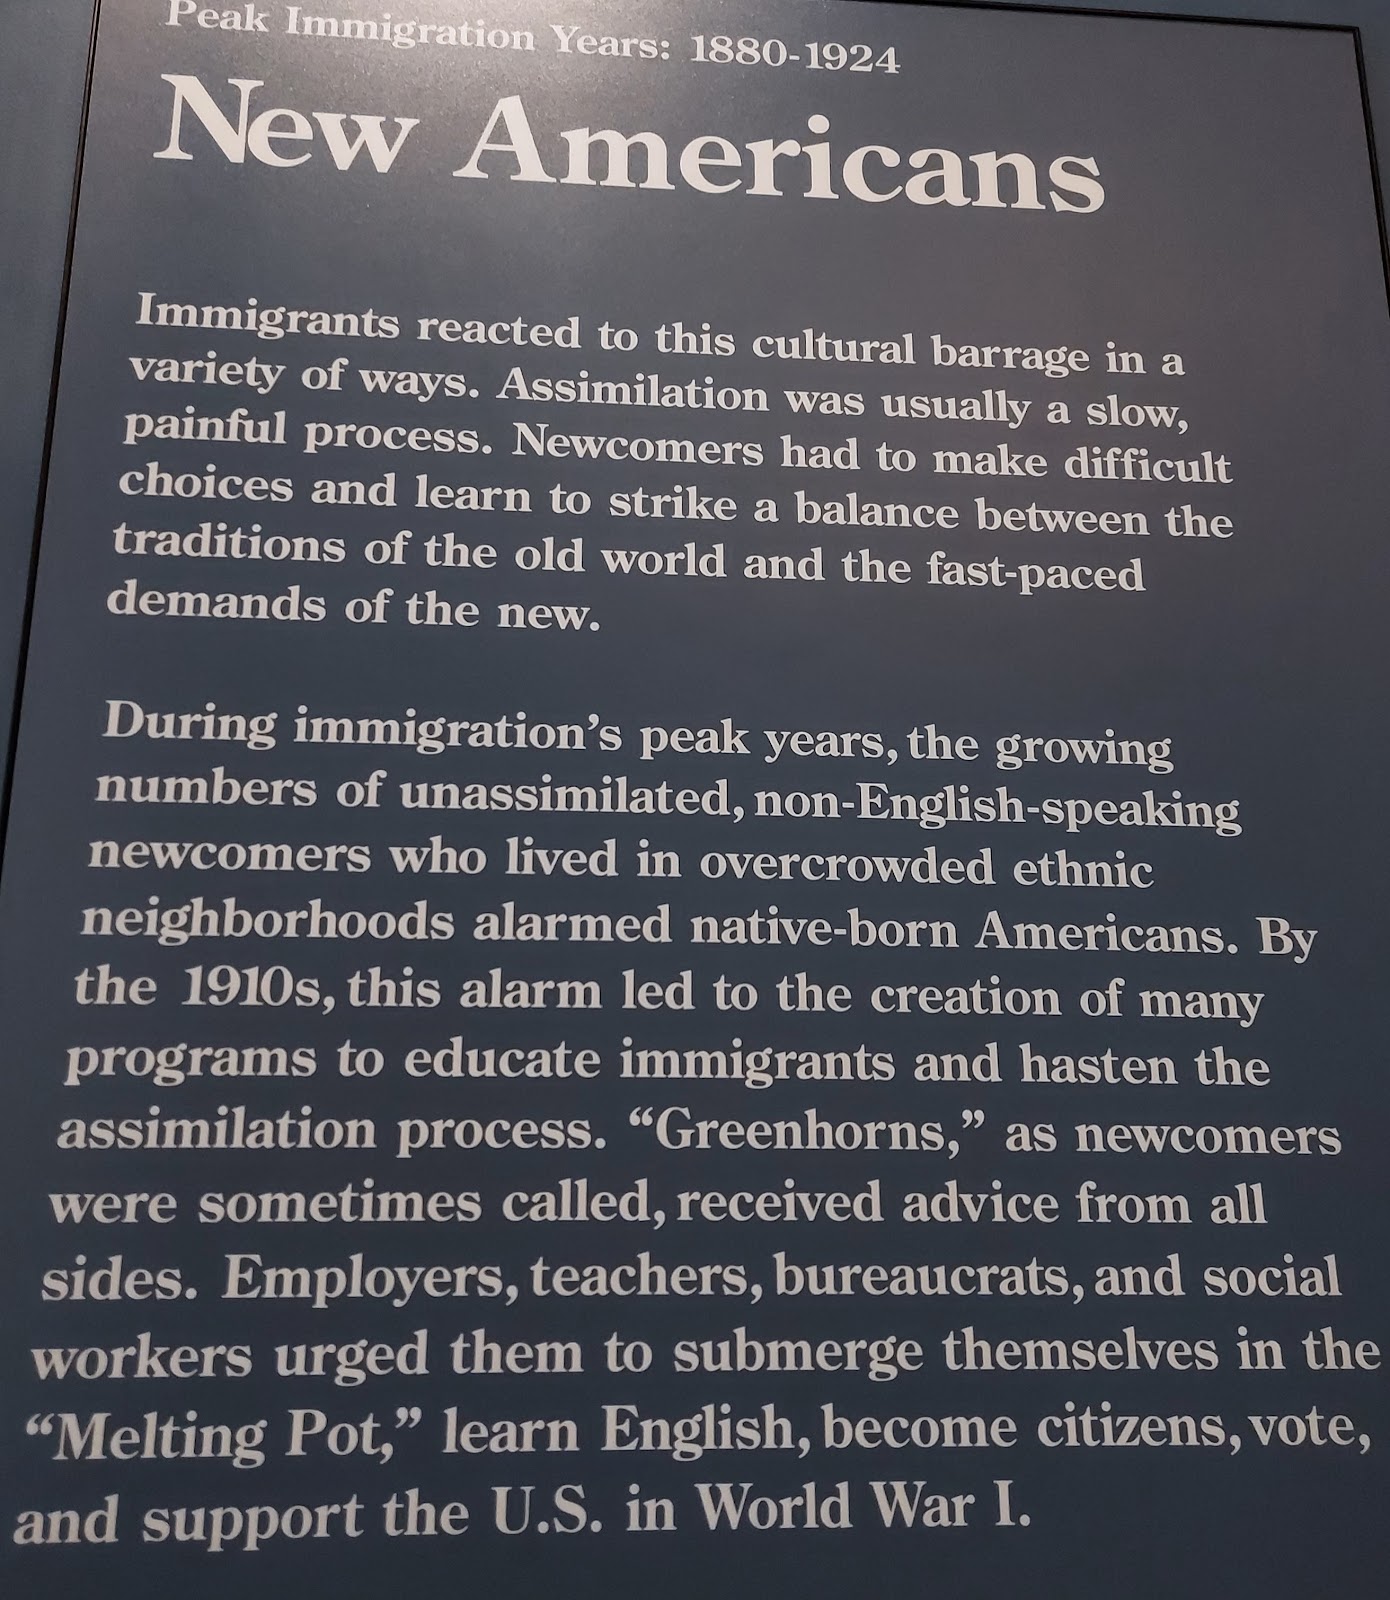 Peak Immigration Years: 1880-1924
New Americans
Immigrants reacted to this cultural barrage in a
variety of ways. Assimilation was usually a slow,
painful process. Newcomers had to make difficult
choices and learn to strike a balance between the
traditions of the old world and the fast-paced
demands of the new.
During immigration’s peak years, the growing
numbers of unassimilated, non-English-speaking
newcomers who lived in overcrowded ethnic
neighborhoods alarmed native-born Americans. By
the 1910s, this alarm led to the creation of many
programs to educate immigrants and hasten the
assimilation process. “Greenhorns,” as newcomers
were sometimes called, received advice from all
sides. Employers, teachers, bureaucrats, and social
workers urged them to submerge themselves in the
“Melting Pot,” learn English, become citizens, vote,
and support the U.S. in World War I.